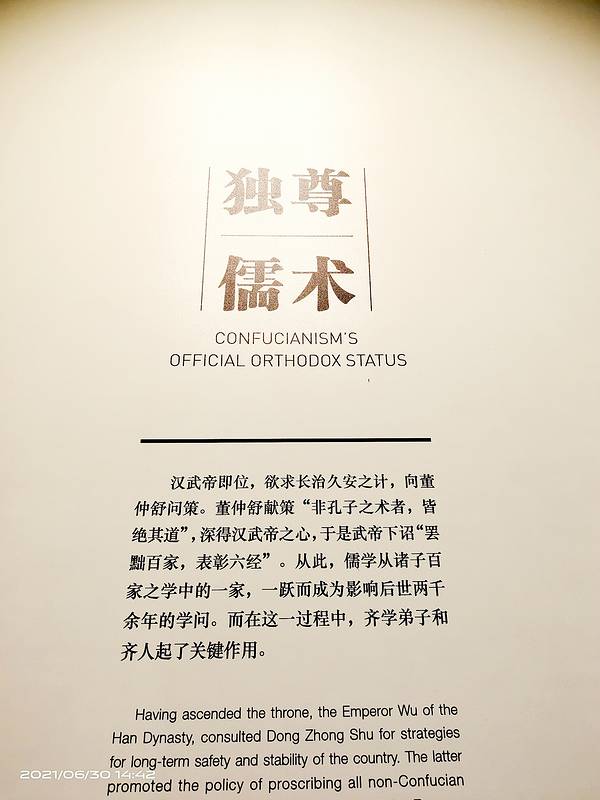 独尊
儒术
CONFUCIANISM'S
OFFICIAL ORTHODOX STATUS
汉武帝即位，欲求长治久安之计，向董
仲舒问策。董仲舒献策“非孔子之术者，皆
绝其道”，深得汉武帝之心，于是武帝下诏“罢
黜百家，表彰六经”。从此，儒学从诸子百
家之学中的一家，一跃而成为影响后世两千
余年的学问。而在这一过程中，齐学弟子和
齐人起了关键作用。
Having ascended the throne, the Emperor Wu of the
Han Dynasty, consulted Dong Zhong Shu for strategies
for long-term safety and stability of the country. The latter
promoted the policy of proscribing all non-Confucian
2021/06/30 14:42